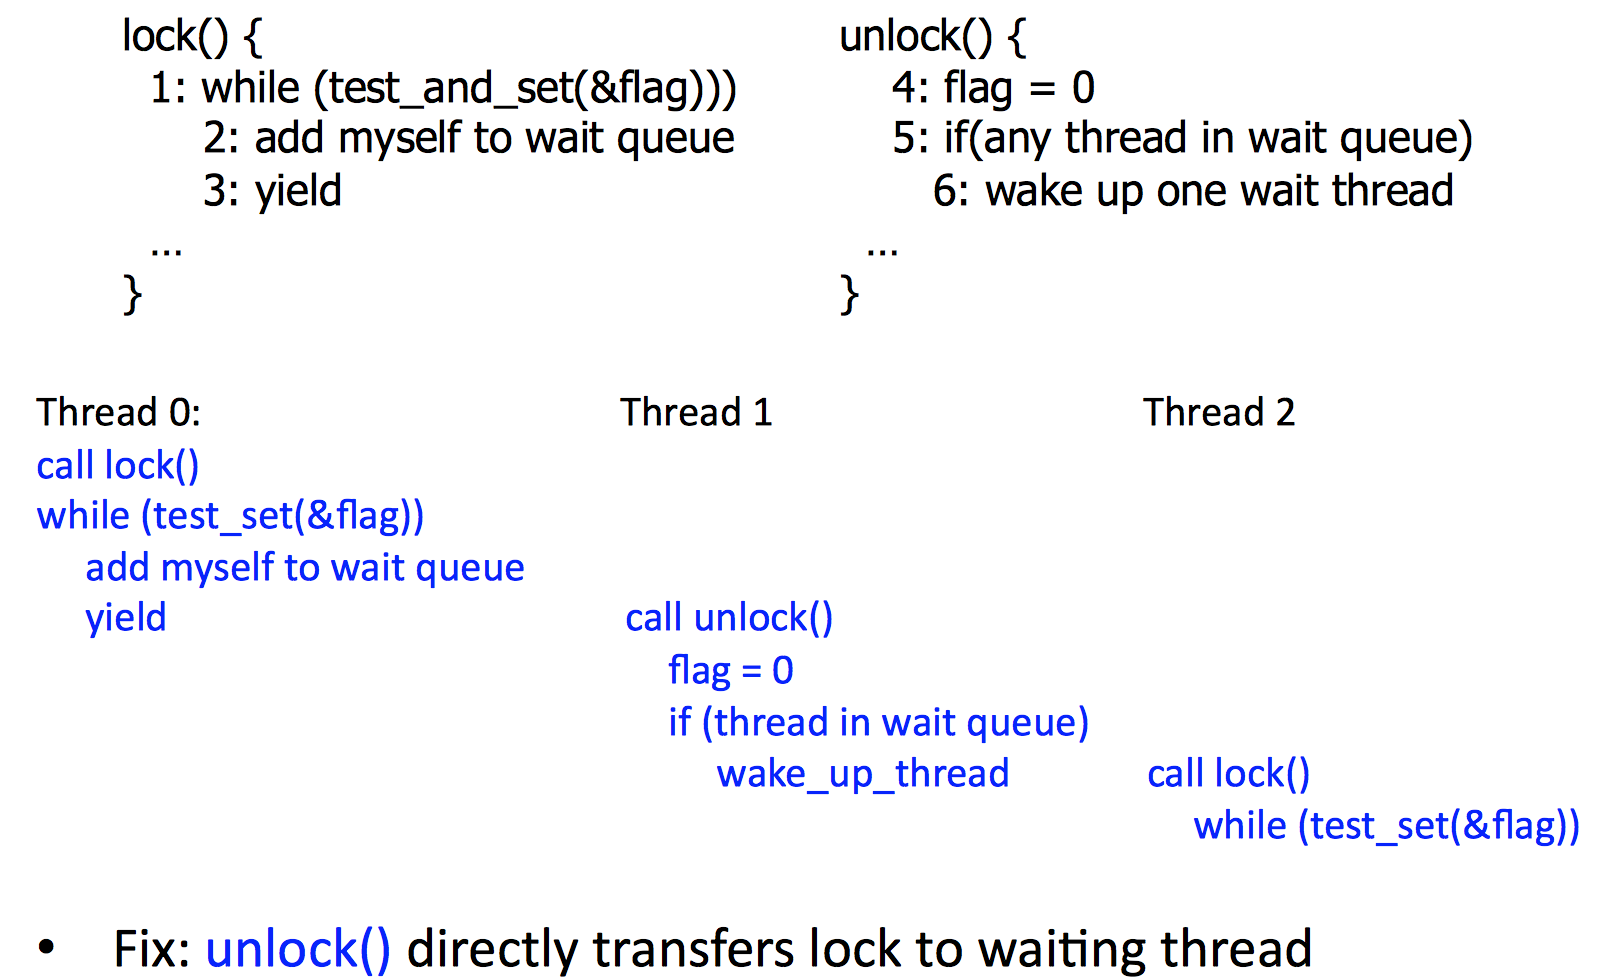 lock() {
1: while (test_and_set(&flag)))
2: add myself to wait queue
3: yield
...
}
unlock() {
4: flag = 0
5: if(any thread in wait queue)
6: wake up one wait thread
...
}
Thread 0:
call lock()
while (test_set(&flag))
add myself to wait queue
yield
Thread 1
call unlock()
flag = 0
if (thread in wait queue)
wake_up_thread
Thread 2
call lock()
while (test_set(&flag))
• Fix: unlock() directly transfers lock to waiting thread